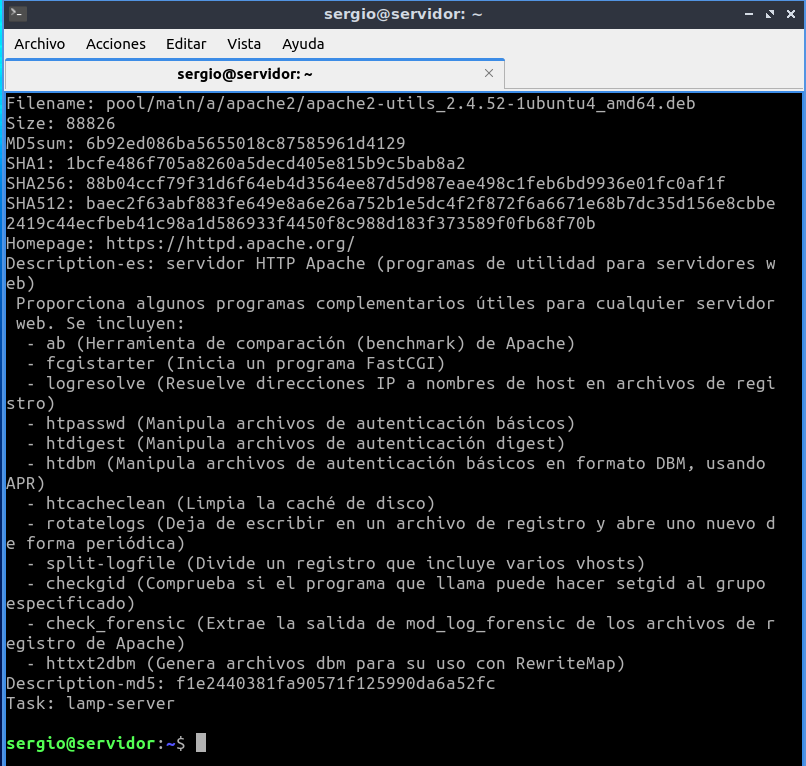 sergio@servidor: ~
Archivo Acciones Editar Vista Ayuda
sergio@servidor: ~
Filename: pool/main/a/apache2/apache2-utils_2.4.52-1ubuntu4_amd64.deb
Size: 88826
MD5sum: 6b92ed086ba5655018c87585961d4129
SHA1: 1bcfe486f705a8260a5decd405e815b9c5bab8a2
SHA256: 88b04ccf79f31d6f64eb4d3564ee87d5d987eae498c1feb6bd9936e01fc0af1f
SHA512: baec2f63abf883fe649e8a6e26a752b1e5dc4f2f872f6a6671e68b7dc35d156e8cbbe
2419c44ecfbeb41c98a1d586933f4450f8c988d183f373589f0fb68f70b
Homepage: https://httpd.apache.org/
Description-es: servidor HTTP Apache (programas de utilidad para servidores w
eb)
 Proporciona algunos programas complementarios útiles para cualquier servidor
 web. Se incluyen:
  - ab (Herramienta de comparación (benchmark) de Apache)
  - fcgistarter (Inicia un programa FastCGI)
  - logresolve (Resuelve direcciones IP a nombres de host en archivos de regi
stro)
  - htpasswd (Manipula archivos de autenticación básicos)
  - htdigest (Manipula archivos de autenticación digest)
  - htdbm (Manipula archivos de autenticación básicos en formato DBM, usando
APR)
  - htcacheclean (Limpia la caché de disco)
  - rotatelogs (Deja de escribir en un archivo de registro y abre uno nuevo d
e forma periódica)
  - split-logfile (Divide un registro que incluye varios vhosts)
  - checkgid (Comprueba si el programa que llama puede hacer setgid al grupo
especificado)
  - check_forensic (Extrae la salida de mod_log_forensic de los archivos de r
egistro de Apache)
  - httxt2dbm (Genera archivos dbm para su uso con RewriteMap)
Description-md5: f1e2440381fa90571f125990da6a52fc
Task: lamp-server
sergio@servidor:~$